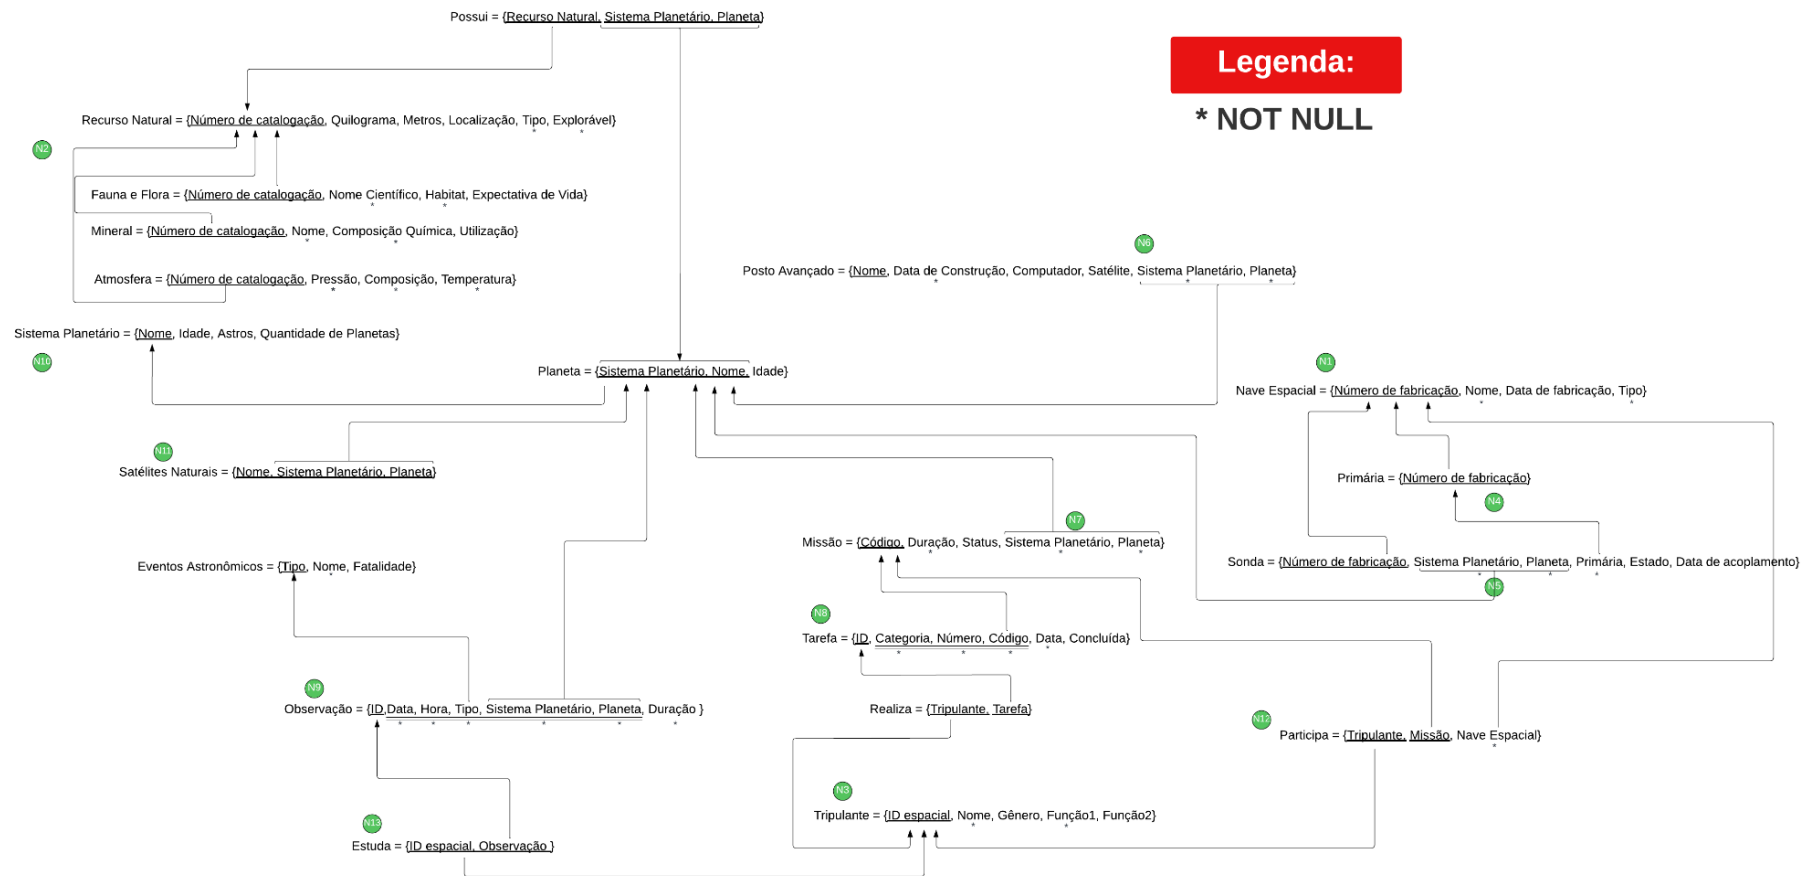 Possui = {Recurso Natural, Sistema Planetário, Planeta}
Legenda:
* NOT NULL
Recurso Natural = {Número de catalogação, Quilograma, Metros, Localização, Tipo, Explorável}
* *
N2
Fauna e Flora = {Número de catalogação, Nome Científico, Habitat, Expectativa de Vida}
* *
Mineral = {Número de catalogação, Nome, Composição Química, Utilização}
* *
N6
Posto Avançado = {Nome, Data de Construção, Computador, Satélite, Sistema Planetário, Planeta}
* * *
Atmosfera = {Número de catalogação, Pressão, Composição, Temperatura}
* * *
Sistema Planetário = {Nome, Idade, Astros, Quantidade de Planetas}
N10
Planeta = {Sistema Planetário, Nome, Idade}
N1
Nave Espacial = {Número de fabricação, Nome, Data de fabricação, Tipo}
* *
N11
Satélites Naturais = {Nome, Sistema Planetário, Planeta}
Primária = {Número de fabricação}
N4
N7
Missão = {Código, Duração, Status, Sistema Planetário, Planeta}
* * *
Sonda = {Número de fabricação, Sistema Planetário, Planeta, Primária, Estado, Data de acoplamento}
* * *
N5
Eventos Astronômicos = {Tipo, Nome, Fatalidade}
*
N8
Tarefa = {ID, Categoria, Número, Código, Data, Concluída}
* * * *
N9
Observação = {ID,Data, Hora, Tipo, Sistema Planetário, Planeta, Duração }
* * * * * *
Realiza = {Tripulante, Tarefa}
N12
Participa = {Tripulante, Missão, Nave Espacial}
*
N3
Tripulante = {ID espacial, Nome, Gênero, Função1, Função2}
* *
N13
Estuda = {ID espacial, Observação }